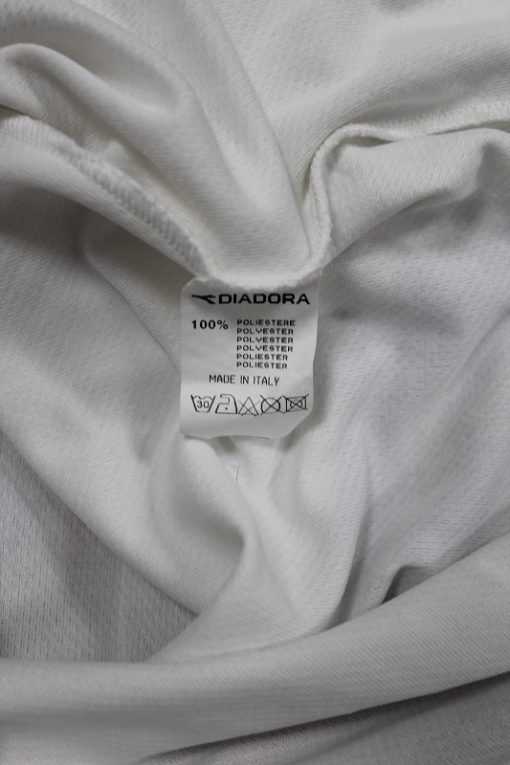 DIADORA
100% POLIESTERE
POLYESTER
POLYESTER
POLYESTER
POLIESTER
POLIESTER
MADE IN ITALY
30